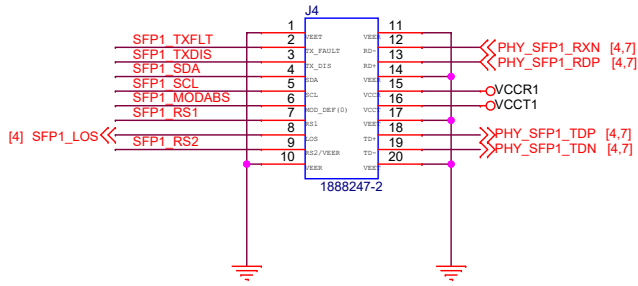 J4
1 VEET VEER 11
SFP1_TXFLT 2 TX_FAULT RD- 12 PHY_SFP1_RXN [4,7]
SFP1_TXDIS 3 TX_DIS RD+ 13 PHY_SFP1_RDP [4,7]
SFP1_SDA 4 SDA VEER 14
SFP1_SCL 5 SCL VCCR 15 VCCR1
SFP1_MODABS 6 MOD_DEF(0) VCCT 16 VCCT1
SFP1_RS1 7 RS1 VEET 17
[4] SFP1_LOS 8 LOS TD+ 18 PHY_SFP1_TDP [4,7]
SFP1_RS2 9 RS2/VEER TD- 19 PHY_SFP1_TDN [4,7]
10 VEER VEET 20
1888247-2